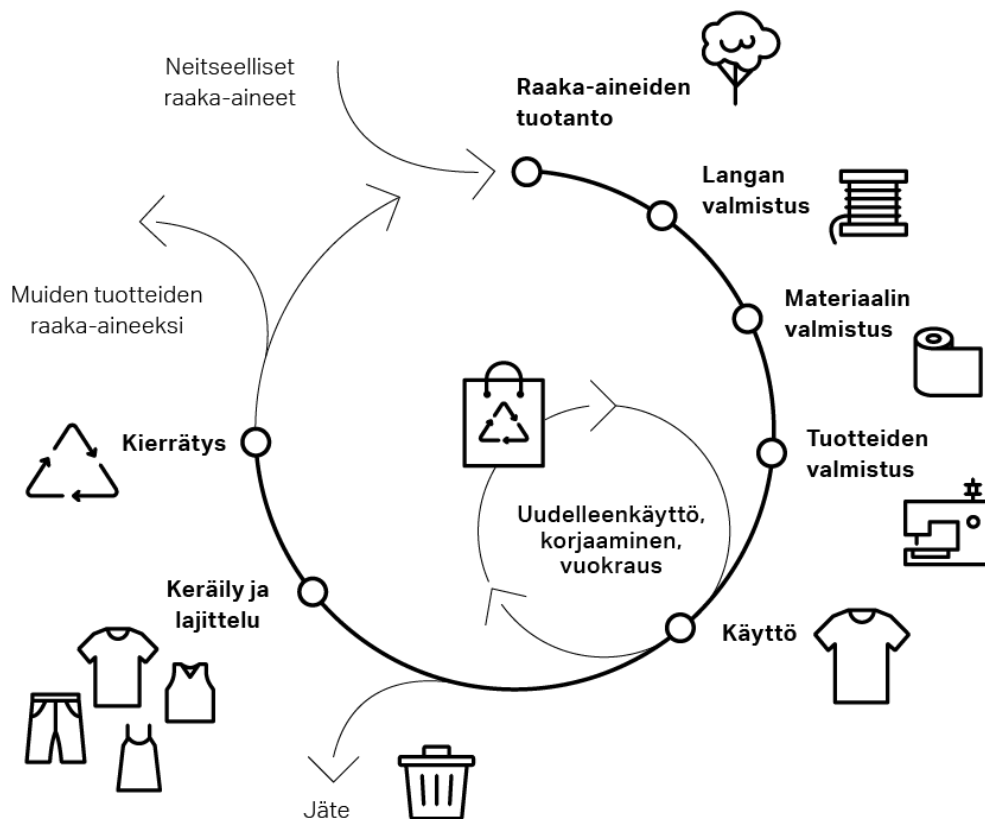 Neitseelliset
raaka-aineet
Raaka-aineiden
tuotanto
Langan
valmistus
Materiaalin
valmistus
Tuotteiden
valmistus
Käyttö
Uudelleenkäyttö,
korjaaminen,
vuokraus
Jäte
Keräily ja
lajittelu
Kierrätys
Muiden tuotteiden
raaka-aineeksi